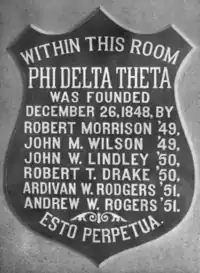 WITHIN THIS ROOM
PHI DELTA THETA
WAS FOUNDED
DECEMBER 26, 1848, BY
ROBERT MORRISON '49.
JOHN M. WILSON '49.
JOHN W. LINDLEY '50.
ROBERT T. DRAKE '50.
ARDIVAN W. RODGERS '51.
ANDREW W. ROGERS '51.
ESTO PERPETUA.